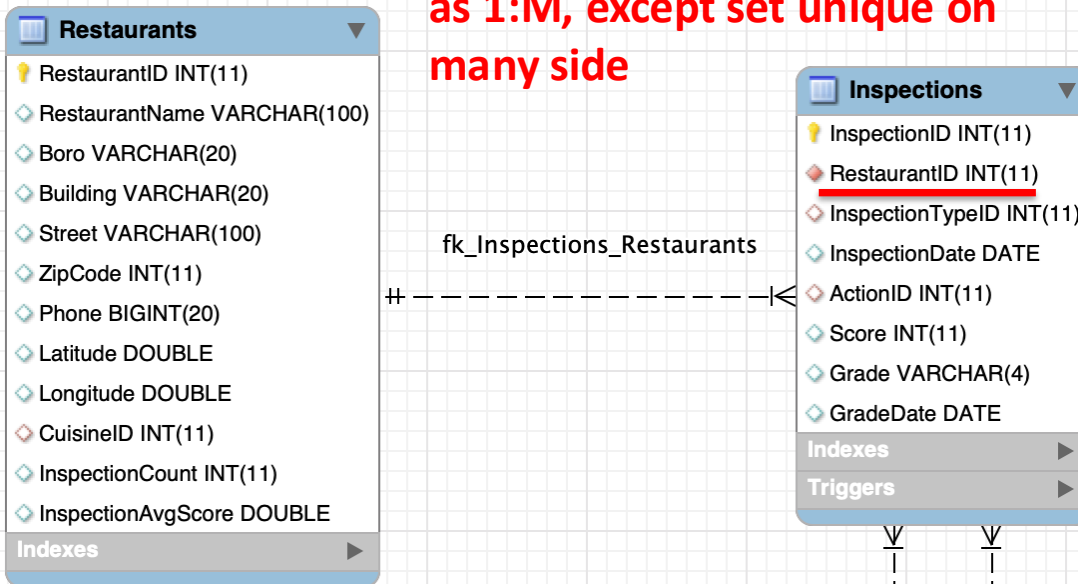 as 1:M, except set unique on
many side
Restaurants
RestaurantID INT(11)
RestaurantName VARCHAR(100)
Boro VARCHAR(20)
Building VARCHAR(20)
Street VARCHAR(100)
ZipCode INT(11)
Phone BIGINT(20)
Latitude DOUBLE
Longitude DOUBLE
CuisineID INT(11)
InspectionCount INT(11)
InspectionAvgScore DOUBLE
Indexes
fk_Inspections_Restaurants
Inspections
InspectionID INT(11)
RestaurantID INT(11)
InspectionTypeID INT(11)
InspectionDate DATE
ActionID INT(11)
Score INT(11)
Grade VARCHAR(4)
GradeDate DATE
Indexes
Triggers